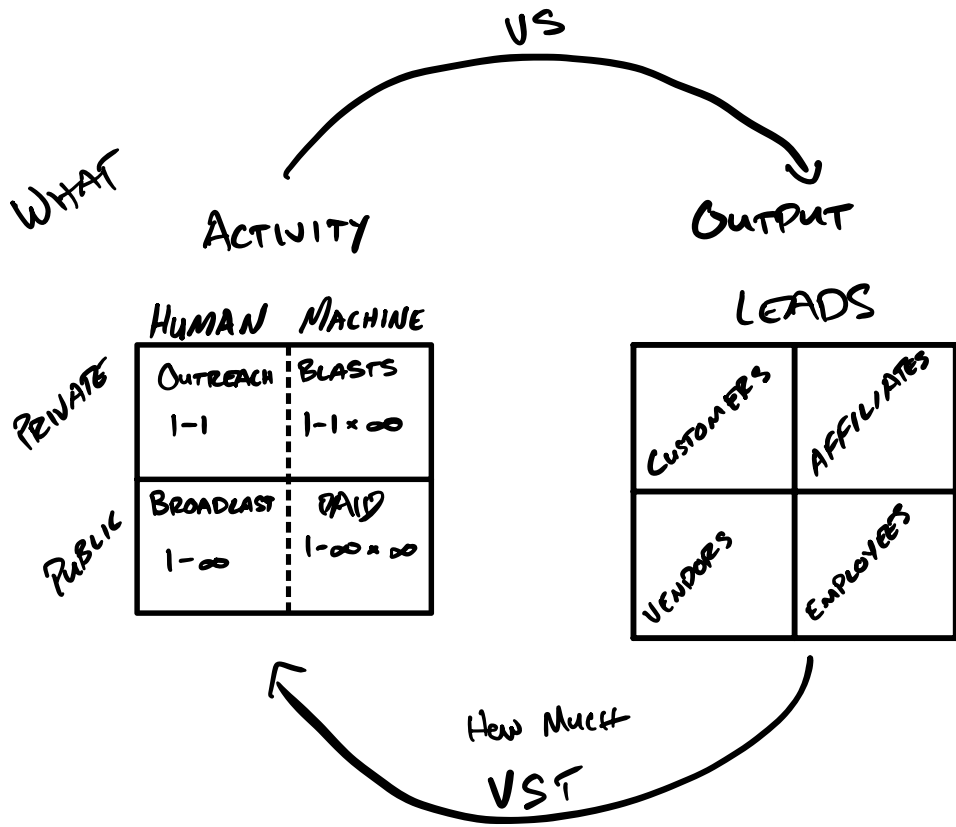 VS
WHAT
ACTIVITY
OUTPUT
HUMAN MACHINE
LEADS
PRIVATE
OUTREACH
1-1
BLASTS
1-1 × ∞
PUBLIC
BROADCAST
1-∞
PAID
1-∞ × ∞
CUSTOMERS
AFFILIATES
VENDORS
EMPLOYEES
How Much
VST